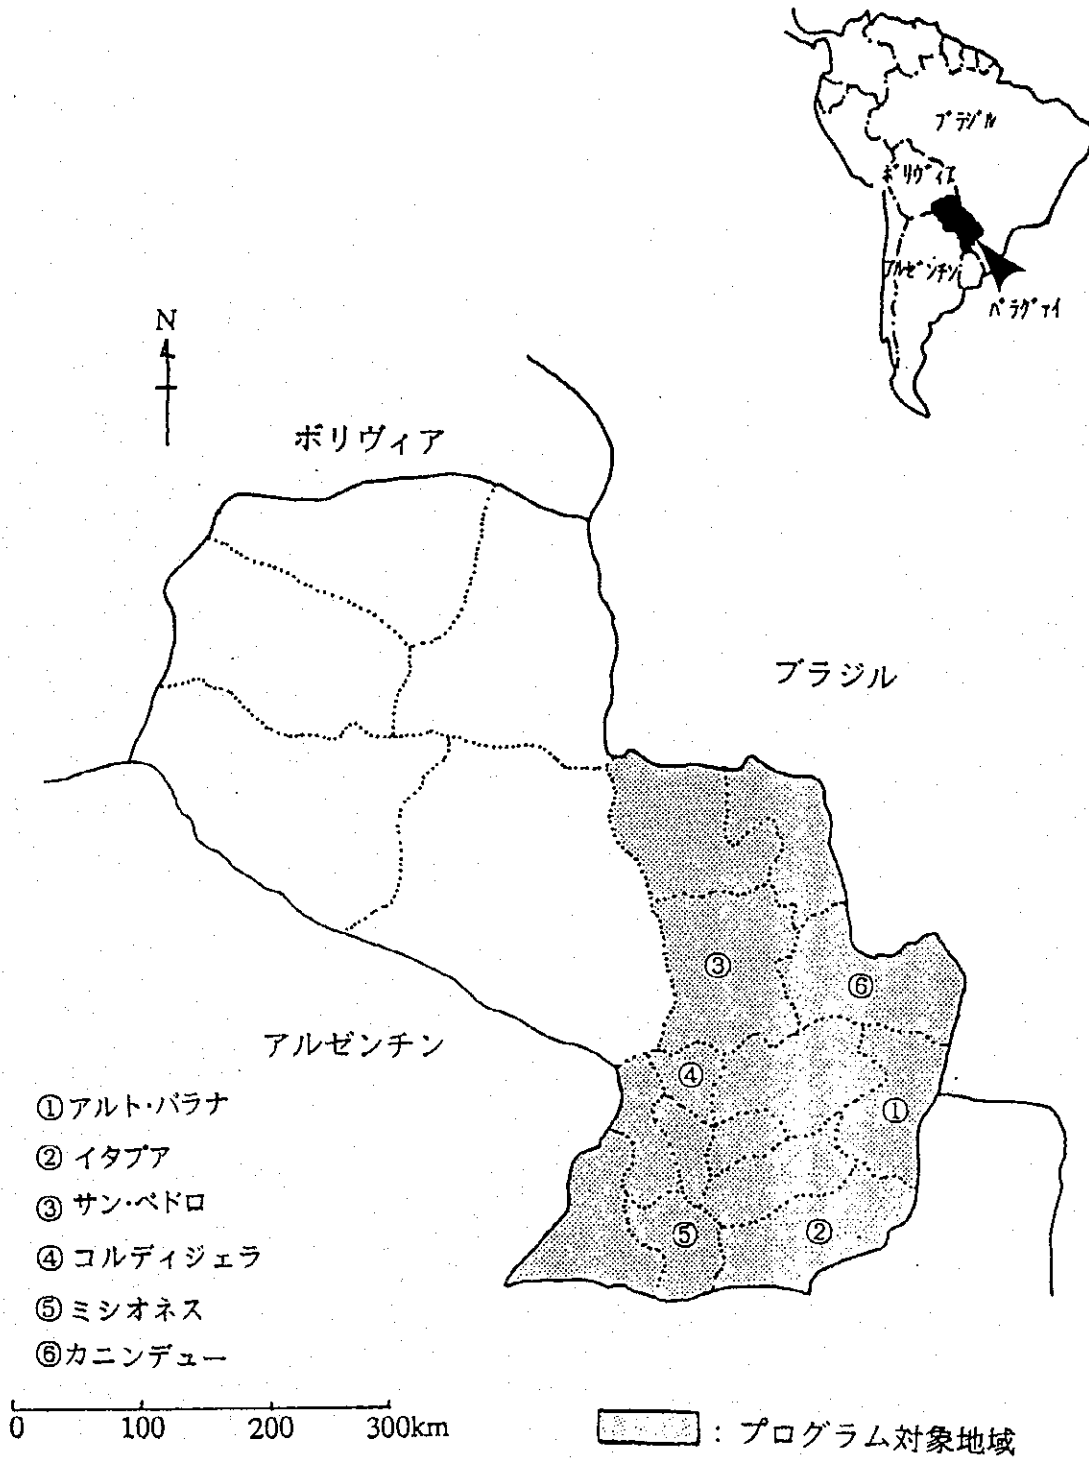 ブラジル
ボリヴィア
アルゼンチン
パラグァイ
N
ボリヴィア
ブラジル
③
⑥
④
①
⑤
②
アルゼンチン
①アルト・パラナ
②イタプア
③サン・ペドロ
④コルディジェラ
⑤ミシオネス
⑥カニンデュー
0 100 200 300km
：プログラム対象地域